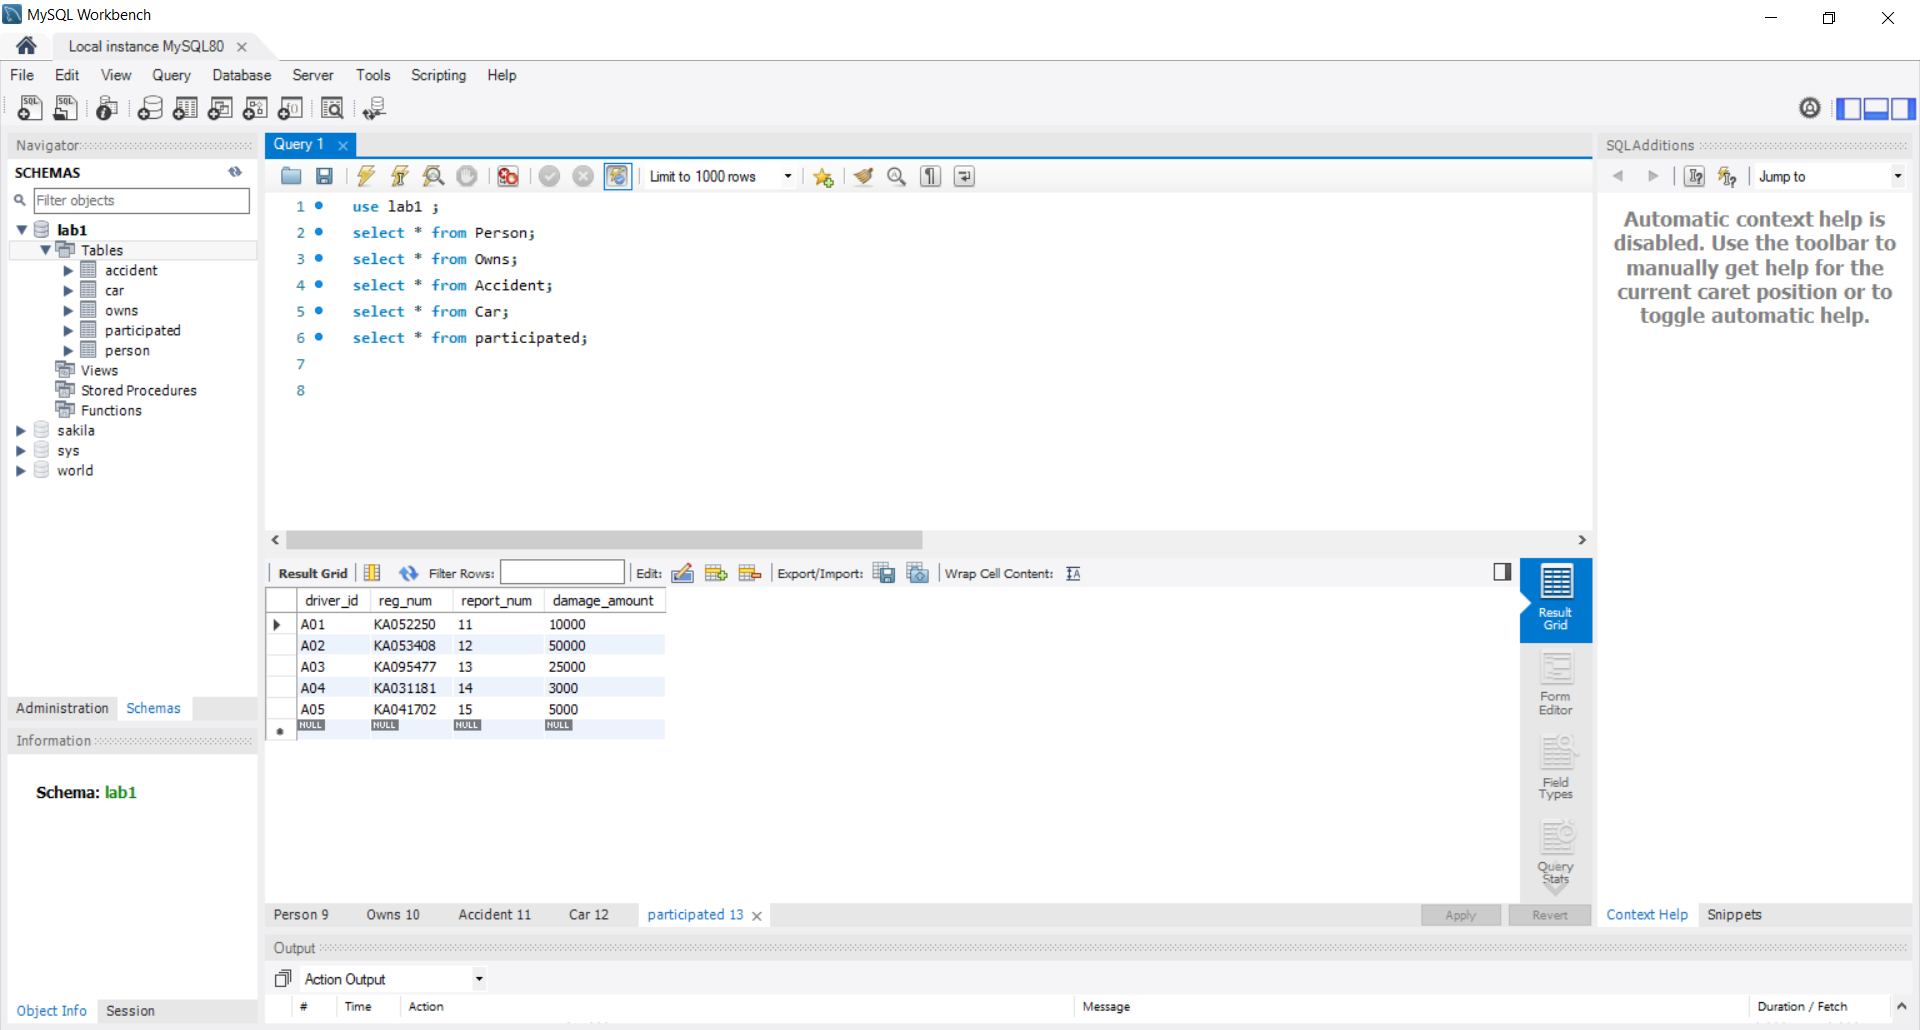 MySQL Workbench
Local instance MySQL80
File Edit View Query Database Server Tools Scripting Help
Navigator
SCHEMAS
Filter objects
lab1
Tables
accident
car
owns
participated
person
Views
Stored Procedures
Functions
sakila
sys
world
Administration Schemas
Information
Schema: lab1
Object Info Session
Query 1
Limit to 1000 rows
1 use lab1 ;
2 select * from Person;
3 select * from Owns;
4 select * from Accident;
5 select * from Car;
6 select * from participated;
7
8
Result Grid Filter Rows: Edit: Export/Import: Wrap Cell Content:
driver_id reg_num report_num damage_amount
A01 KA052250 11 10000
A02 KA053408 12 50000
A03 KA095477 13 25000
A04 KA031181 14 3000
A05 KA041702 15 5000
NULL NULL NULL NULL
Result
Grid
Form
Editor
Field
Types
Query
Stats
Person 9 Owns 10 Accident 11 Car 12 participated 13
Apply Revert
Output
Action Output
# Time Action Message Duration / Fetch
SQLAdditions
Jump to
Automatic context help is
disabled. Use the toolbar to
manually get help for the
current caret position or to
toggle automatic help.
Context Help Snippets